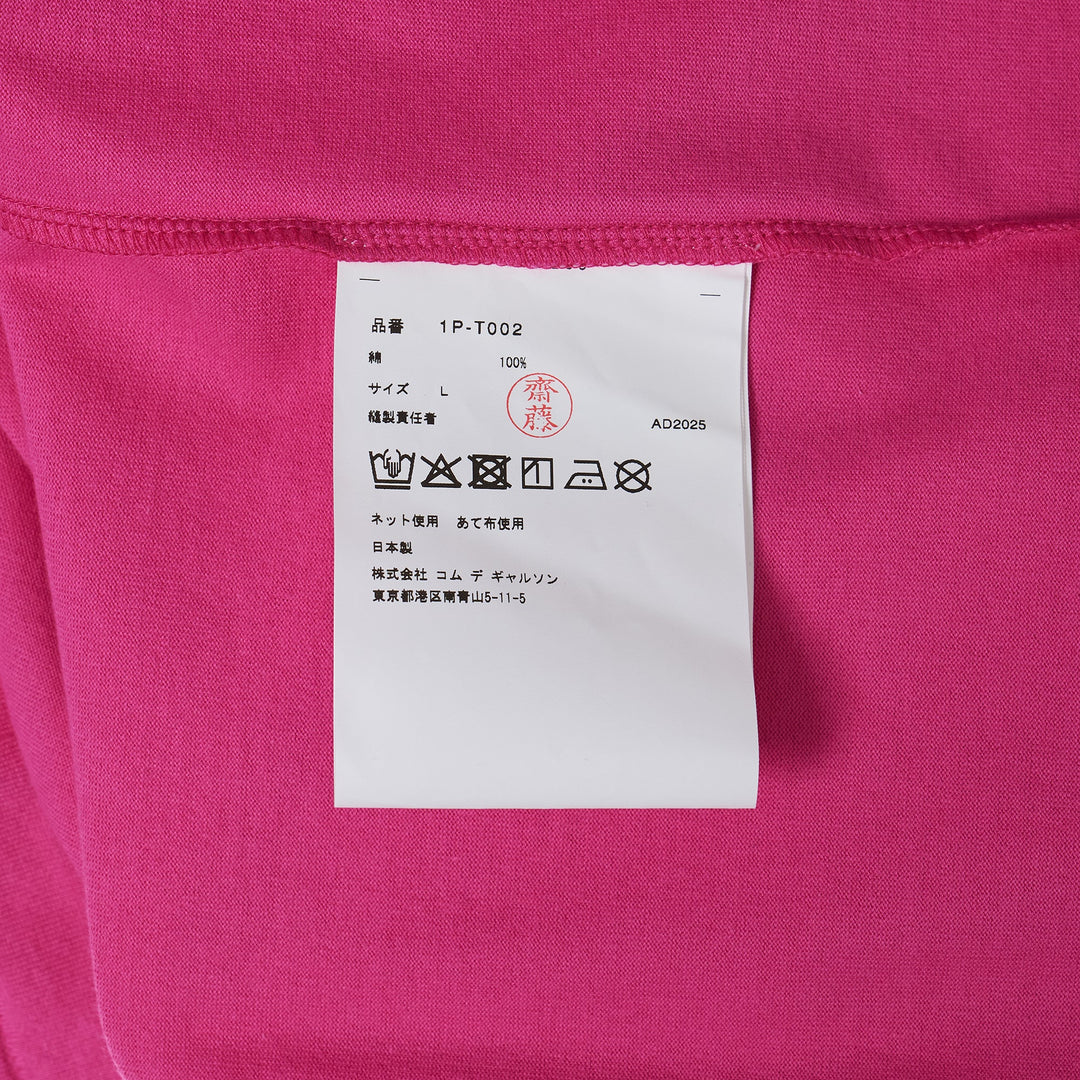 品番 1P-T002
綿 100%
サイズ L
齋藤
縫製責任者 AD2025
ネット使用 あて布使用
日本製
株式会社 コム デ ギャルソン
東京都港区南青山5-11-5